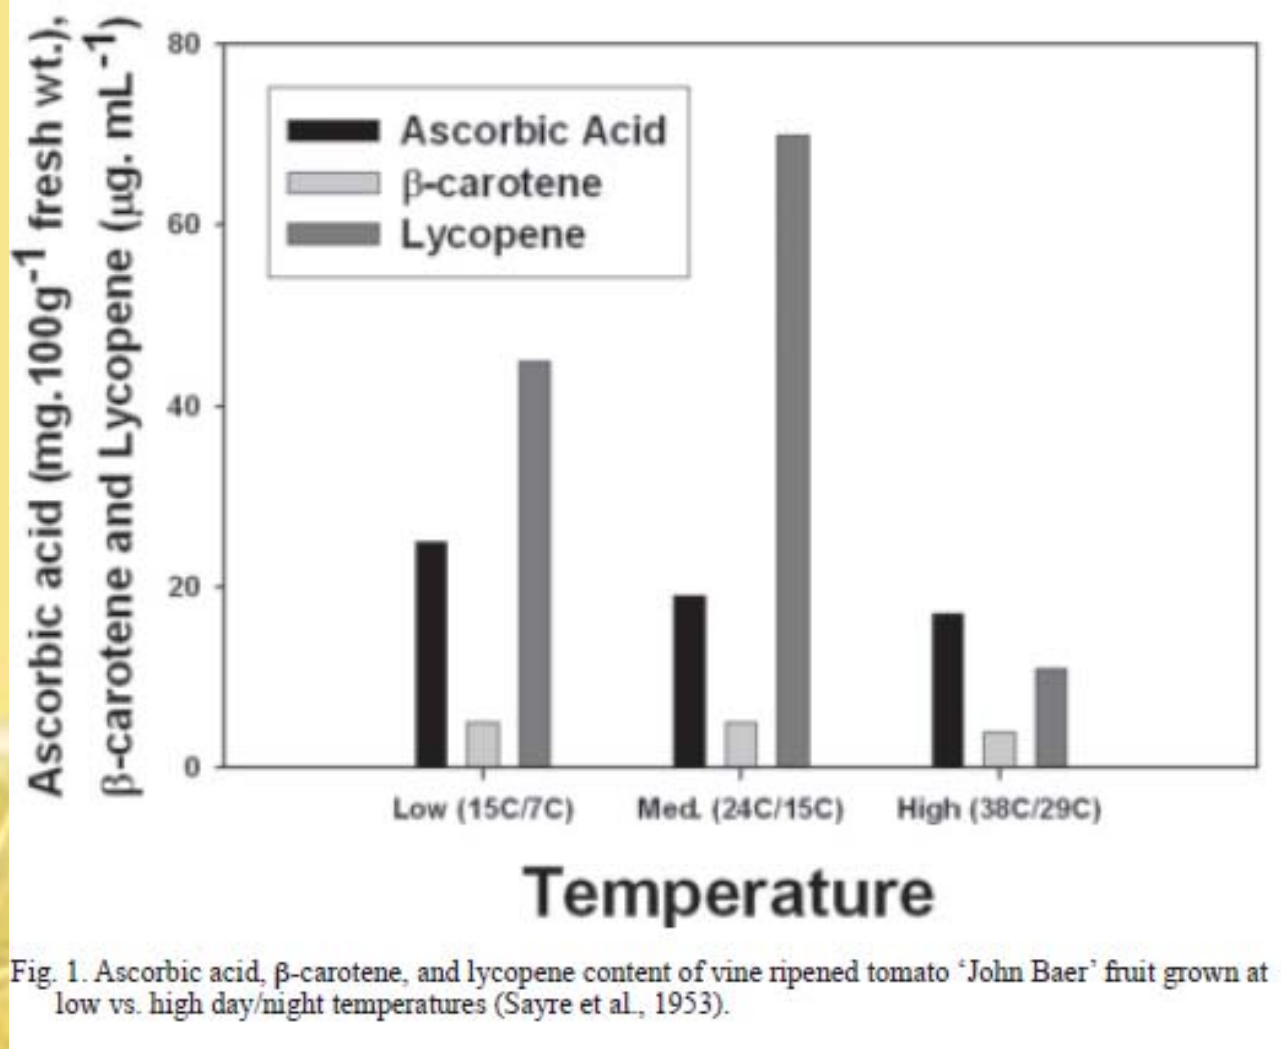 Ascorbic acid (mg.100g⁻¹ fresh wt.),
β-carotene and Lycopene (µg. mL⁻¹)
80
60
40
20
0
Ascorbic Acid
β-carotene
Lycopene
Low (15C/7C)
Med. (24C/15C)
High (38C/29C)
Temperature
Fig. 1. Ascorbic acid, β-carotene, and lycopene content of vine ripened tomato ‘John Baer’ fruit grown at
low vs. high day/night temperatures (Sayre et al., 1953).